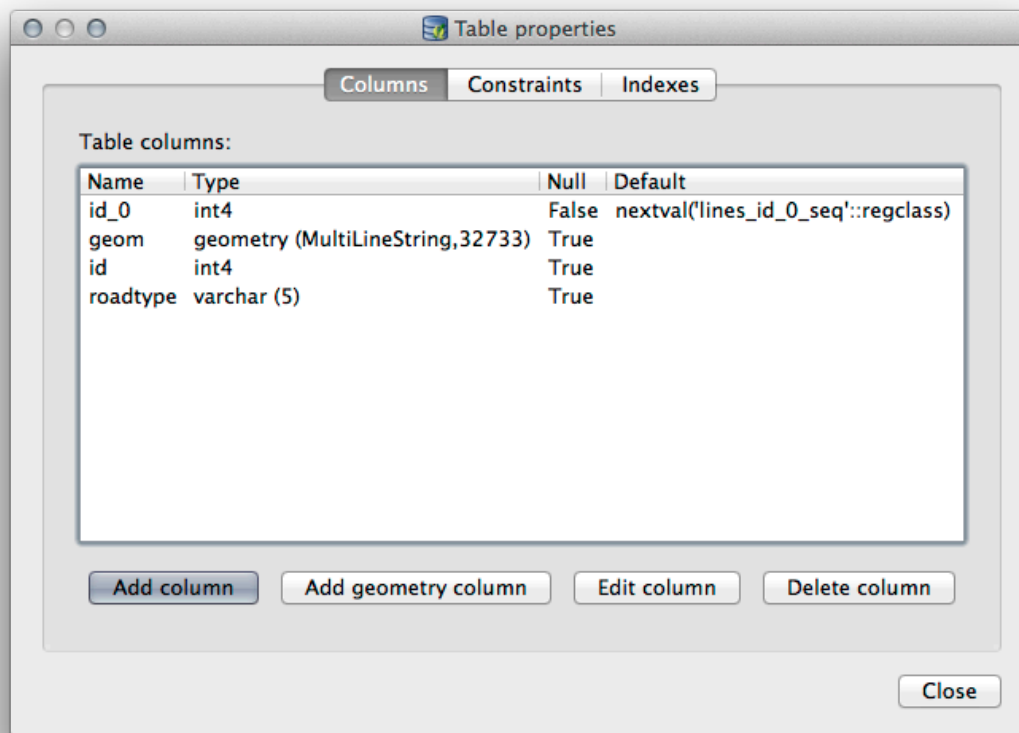 Table properties
Columns Constraints Indexes
Table columns:
Name Type Null Default
id_0 int4 False nextval('lines_id_0_seq'::regclass)
geom geometry (MultiLineString,32733) True
id int4 True
roadtype varchar (5) True
Add column Add geometry column Edit column Delete column
Close